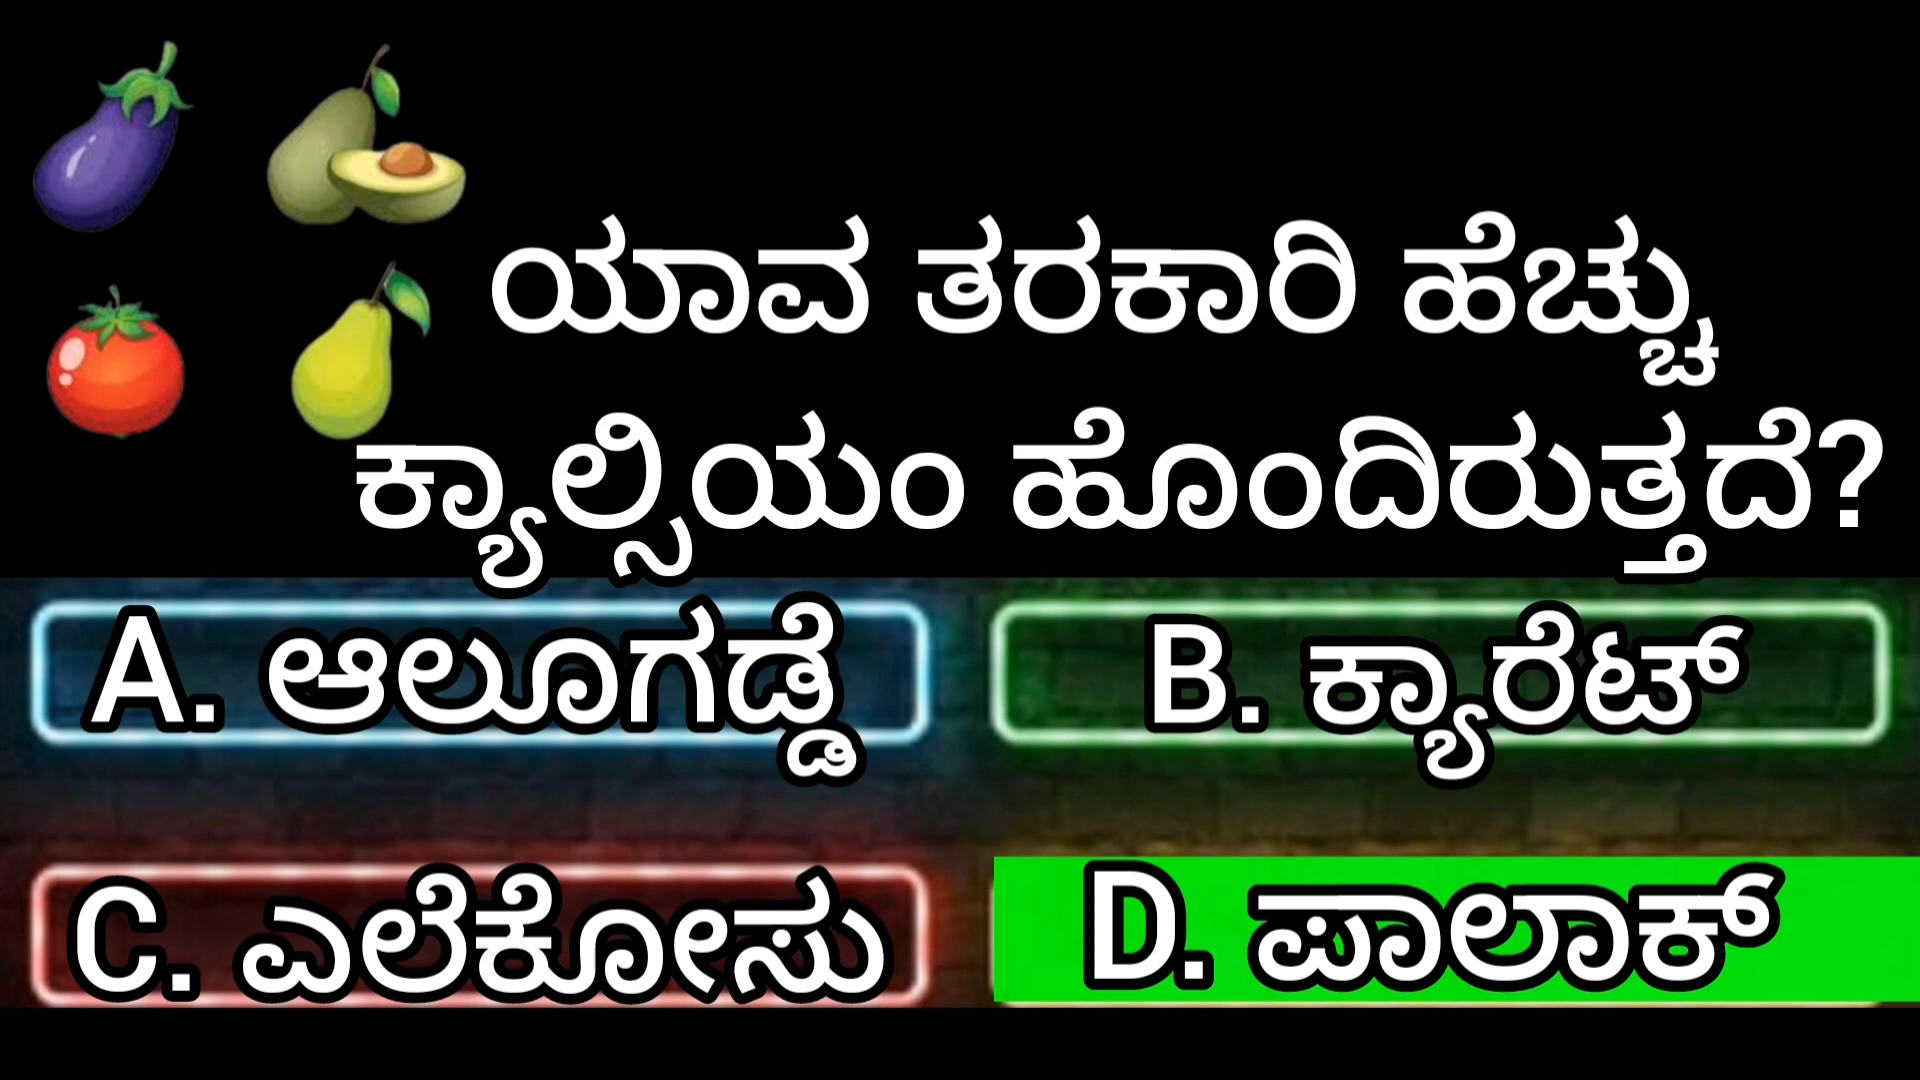 ಯಾವ ತರಕಾರಿ ಹೆಚ್ಚು
ಕ್ಯಾಲ್ಸಿಯಂ ಹೊಂದಿರುತ್ತದೆ?
A. ಆಲೂಗಡ್ಡೆ
B. ಕ್ಯಾರೆಟ್
C. ಎಲೆಕೋಸು
D. ಪಾಲಾಕ್